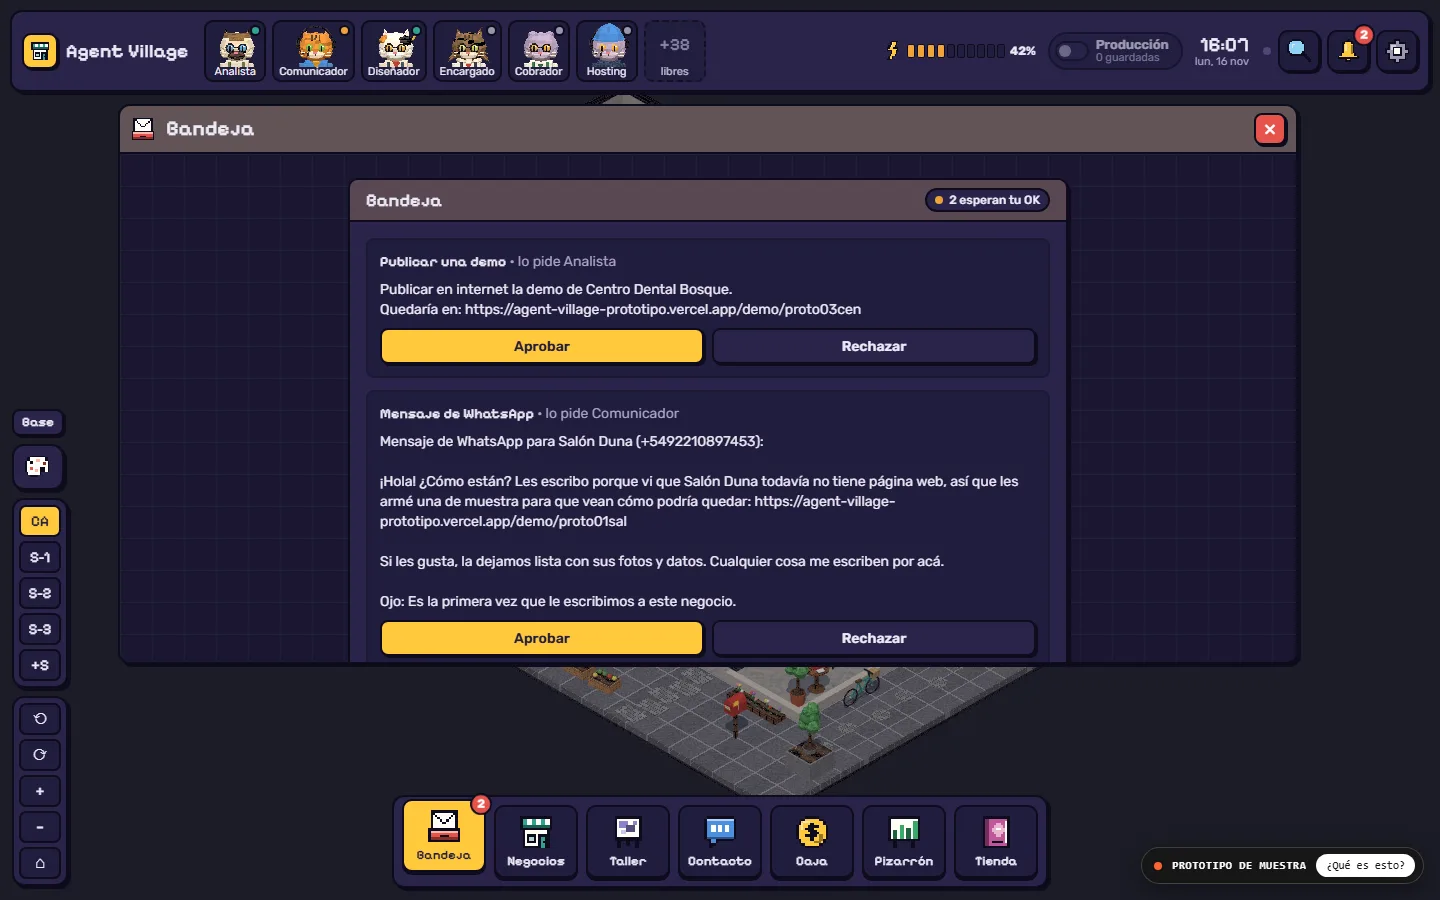 Agent Village
Analista
Comunicador
Diseñador
Encargado
Cobrador
Hosting
+38
libres
42%
Producción
0 guardadas
16:07
lun, 16 nov
2
Bandeja
Bandeja
2 esperan tu OK
Publicar una demo • lo pide Analista
Publicar en internet la demo de Centro Dental Bosque.
Quedaría en: https://agent-village-prototipo.vercel.app/demo/proto03cen
Aprobar
Rechazar
Mensaje de WhatsApp • lo pide Comunicador
Mensaje de WhatsApp para Salón Duna (+5492210897453):
¡Hola! ¿Cómo están? Les escribo porque vi que Salón Duna todavía no tiene página web, así que les
armé una de muestra para que vean cómo podría quedar: https://agent-village-
prototipo.vercel.app/demo/proto01sal
Si les gusta, la dejamos lista con sus fotos y datos. Cualquier cosa me escriben por acá.
Ojo: Es la primera vez que le escribimos a este negocio.
Aprobar
Rechazar
Base
CA
S-1
S-2
S-3
+S
+
-
Bandeja
2
Negocios
Taller
Contacto
Caja
Pizarrón
Tienda
PROTOTIPO DE MUESTRA
¿Qué es esto?